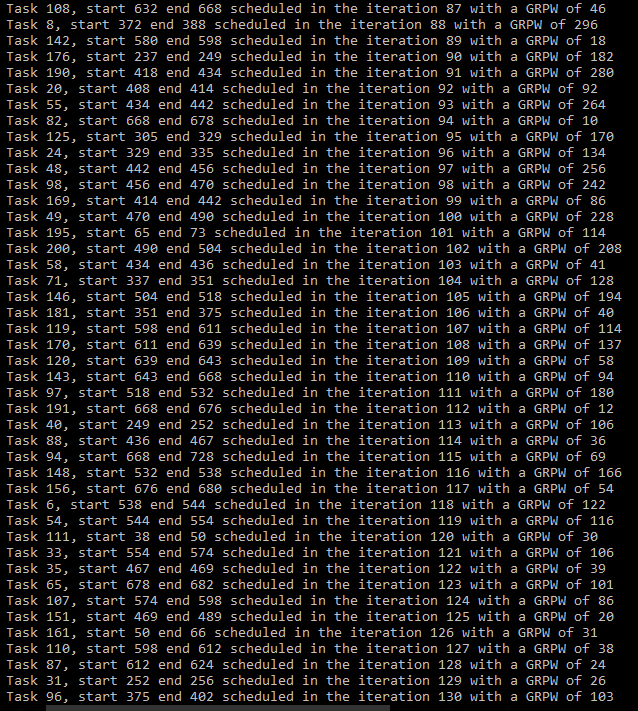 Task 108, start 632 end 668 scheduled in the iteration 87 with a GRPW of 46
Task 8, start 372 end 388 scheduled in the iteration 88 with a GRPW of 296
Task 142, start 580 end 598 scheduled in the iteration 89 with a GRPW of 18
Task 176, start 237 end 249 scheduled in the iteration 90 with a GRPW of 182
Task 190, start 418 end 434 scheduled in the iteration 91 with a GRPW of 280
Task 20, start 408 end 414 scheduled in the iteration 92 with a GRPW of 92
Task 55, start 434 end 442 scheduled in the iteration 93 with a GRPW of 264
Task 82, start 668 end 678 scheduled in the iteration 94 with a GRPW of 10
Task 125, start 305 end 329 scheduled in the iteration 95 with a GRPW of 170
Task 24, start 329 end 335 scheduled in the iteration 96 with a GRPW of 134
Task 48, start 442 end 456 scheduled in the iteration 97 with a GRPW of 256
Task 98, start 456 end 470 scheduled in the iteration 98 with a GRPW of 242
Task 169, start 414 end 442 scheduled in the iteration 99 with a GRPW of 86
Task 49, start 470 end 490 scheduled in the iteration 100 with a GRPW of 228
Task 195, start 65 end 73 scheduled in the iteration 101 with a GRPW of 114
Task 200, start 490 end 504 scheduled in the iteration 102 with a GRPW of 208
Task 58, start 434 end 436 scheduled in the iteration 103 with a GRPW of 41
Task 71, start 337 end 351 scheduled in the iteration 104 with a GRPW of 128
Task 146, start 504 end 518 scheduled in the iteration 105 with a GRPW of 194
Task 181, start 351 end 375 scheduled in the iteration 106 with a GRPW of 40
Task 119, start 598 end 611 scheduled in the iteration 107 with a GRPW of 114
Task 170, start 611 end 639 scheduled in the iteration 108 with a GRPW of 137
Task 120, start 639 end 643 scheduled in the iteration 109 with a GRPW of 58
Task 143, start 643 end 668 scheduled in the iteration 110 with a GRPW of 94
Task 97, start 518 end 532 scheduled in the iteration 111 with a GRPW of 180
Task 191, start 668 end 676 scheduled in the iteration 112 with a GRPW of 12
Task 40, start 249 end 252 scheduled in the iteration 113 with a GRPW of 106
Task 88, start 436 end 467 scheduled in the iteration 114 with a GRPW of 36
Task 94, start 668 end 728 scheduled in the iteration 115 with a GRPW of 69
Task 148, start 532 end 538 scheduled in the iteration 116 with a GRPW of 166
Task 156, start 676 end 680 scheduled in the iteration 117 with a GRPW of 54
Task 6, start 538 end 544 scheduled in the iteration 118 with a GRPW of 122
Task 54, start 544 end 554 scheduled in the iteration 119 with a GRPW of 116
Task 111, start 38 end 50 scheduled in the iteration 120 with a GRPW of 30
Task 33, start 554 end 574 scheduled in the iteration 121 with a GRPW of 106
Task 35, start 467 end 469 scheduled in the iteration 122 with a GRPW of 39
Task 65, start 678 end 682 scheduled in the iteration 123 with a GRPW of 101
Task 107, start 574 end 598 scheduled in the iteration 124 with a GRPW of 86
Task 151, start 469 end 489 scheduled in the iteration 125 with a GRPW of 20
Task 161, start 50 end 66 scheduled in the iteration 126 with a GRPW of 31
Task 110, start 598 end 612 scheduled in the iteration 127 with a GRPW of 38
Task 87, start 612 end 624 scheduled in the iteration 128 with a GRPW of 24
Task 31, start 252 end 256 scheduled in the iteration 129 with a GRPW of 26
Task 96, start 375 end 402 scheduled in the iteration 130 with a GRPW of 103